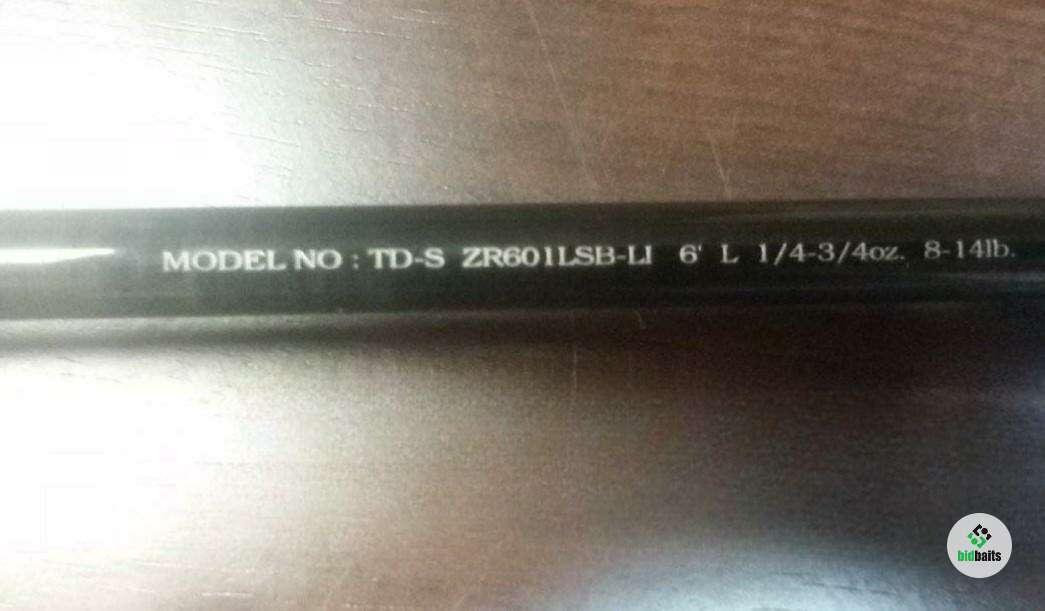 MODEL NO : TD-S ZR601LSB-LI 6' L 1/4-3/4oz. 8-14lb.
bidbaits